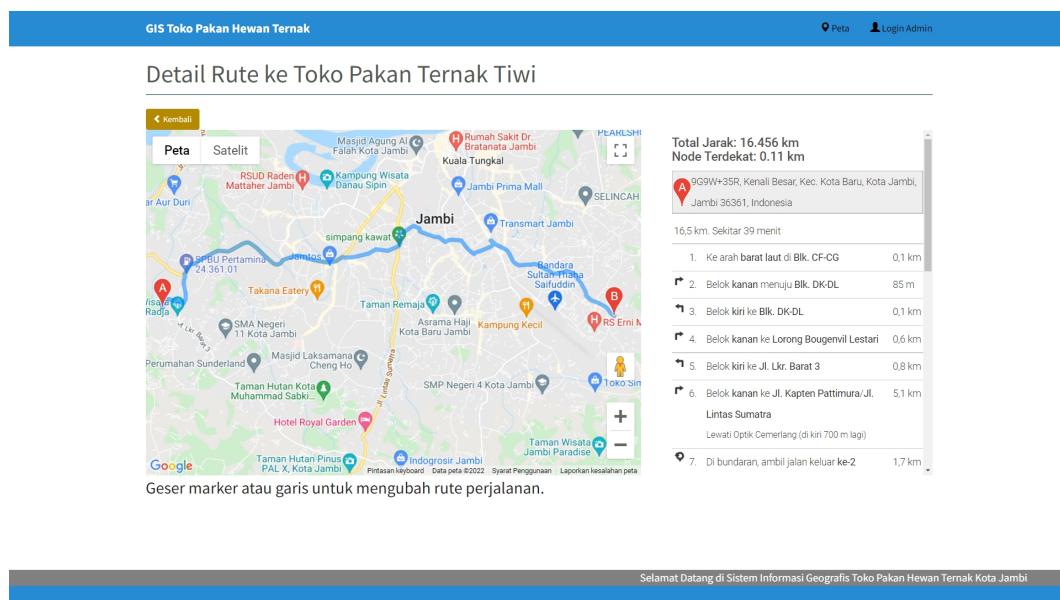 GIS Toko Pakan Hewan Ternak
Peta
Login Admin
Detail Rute ke Toko Pakan Ternak Tiwi
Kembali
Peta
Satelit
Masjid Agung Al
Falah Kota Jambi
Rumah Sakit Dr.
Bratanata Jambi
PEARLSH
Kuala Tungkal
RSUD Raden
Mattaher Jambi
Kampung Wisata
Danau Sipin
Jambi Prima Mall
SELINCAH
ar Aur Duri
Jambi
Transmart Jambi
simpang kawat
SPBU Pertamina
24.361.01
Jamtos
Bandara
Sultan Thaha
Saifuddin
A
Takana Eatery
B
Wisata
Radja
Taman Remaja
SMA Negeri
11 Kota Jambi
Asrama Haji
Kota Baru Jambi
Kampung Kecil
RS Erni M
Jl. Lkr. Barat 3
Perumahan Sunderland
Masjid Laksamana
Cheng Ho
Jl. Lintas Sumatra
Taman Hutan Kota
Muhammad Sabki...
SMP Negeri 4 Kota Jambi
Toko Sin
Hotel Royal Garden
Taman Wisata
Jambi Paradise
Google
Taman Hutan Pinus
PAL X, Kota Jambi
Indogrosir Jambi
Pintasan keyboard
Data peta ©2022
Syarat Penggunaan
Laporkan kesalahan peta
Geser marker atau garis untuk mengubah rute perjalanan.
Total Jarak: 16.456 km
Node Terdekat: 0.11 km
A
9G9W+35R, Kenali Besar, Kec. Kota Baru, Kota Jambi,
Jambi 36361, Indonesia
16,5 km. Sekitar 39 menit
1. Ke arah barat laut di Blk. CF-CG 0,1 km
2. Belok kanan menuju Blk. DK-DL 85 m
3. Belok kiri ke Blk. DK-DL 0,1 km
4. Belok kanan ke Lorong Bougenvil Lestari 0,6 km
5. Belok kiri ke Jl. Lkr. Barat 3 0,8 km
6. Belok kanan ke Jl. Kapten Pattimura/Jl. 5,1 km
Lintas Sumatra
Lewati Optik Cemerlang (di kiri 700 m lagi)
7. Di bundaran, ambil jalan keluar ke-2 1,7 km
Selamat Datang di Sistem Informasi Geografis Toko Pakan Hewan Ternak Kota Jambi